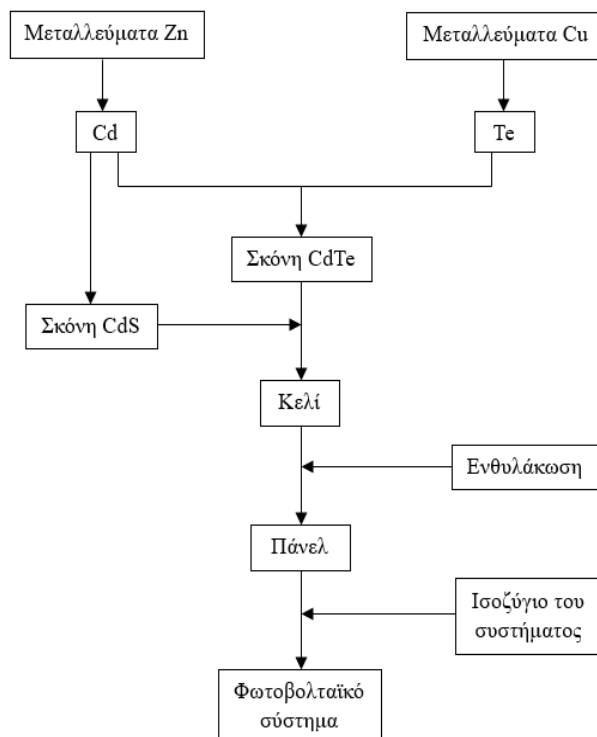 Μεταλλεύματα Zn
Μεταλλεύματα Cu
Cd
Te
Σκόνη CdTe
Σκόνη CdS
Κελί
Ενθυλάκωση
Πάνελ
Ισοζύγιο του
συστήματος
Φωτοβολταϊκό
σύστημα